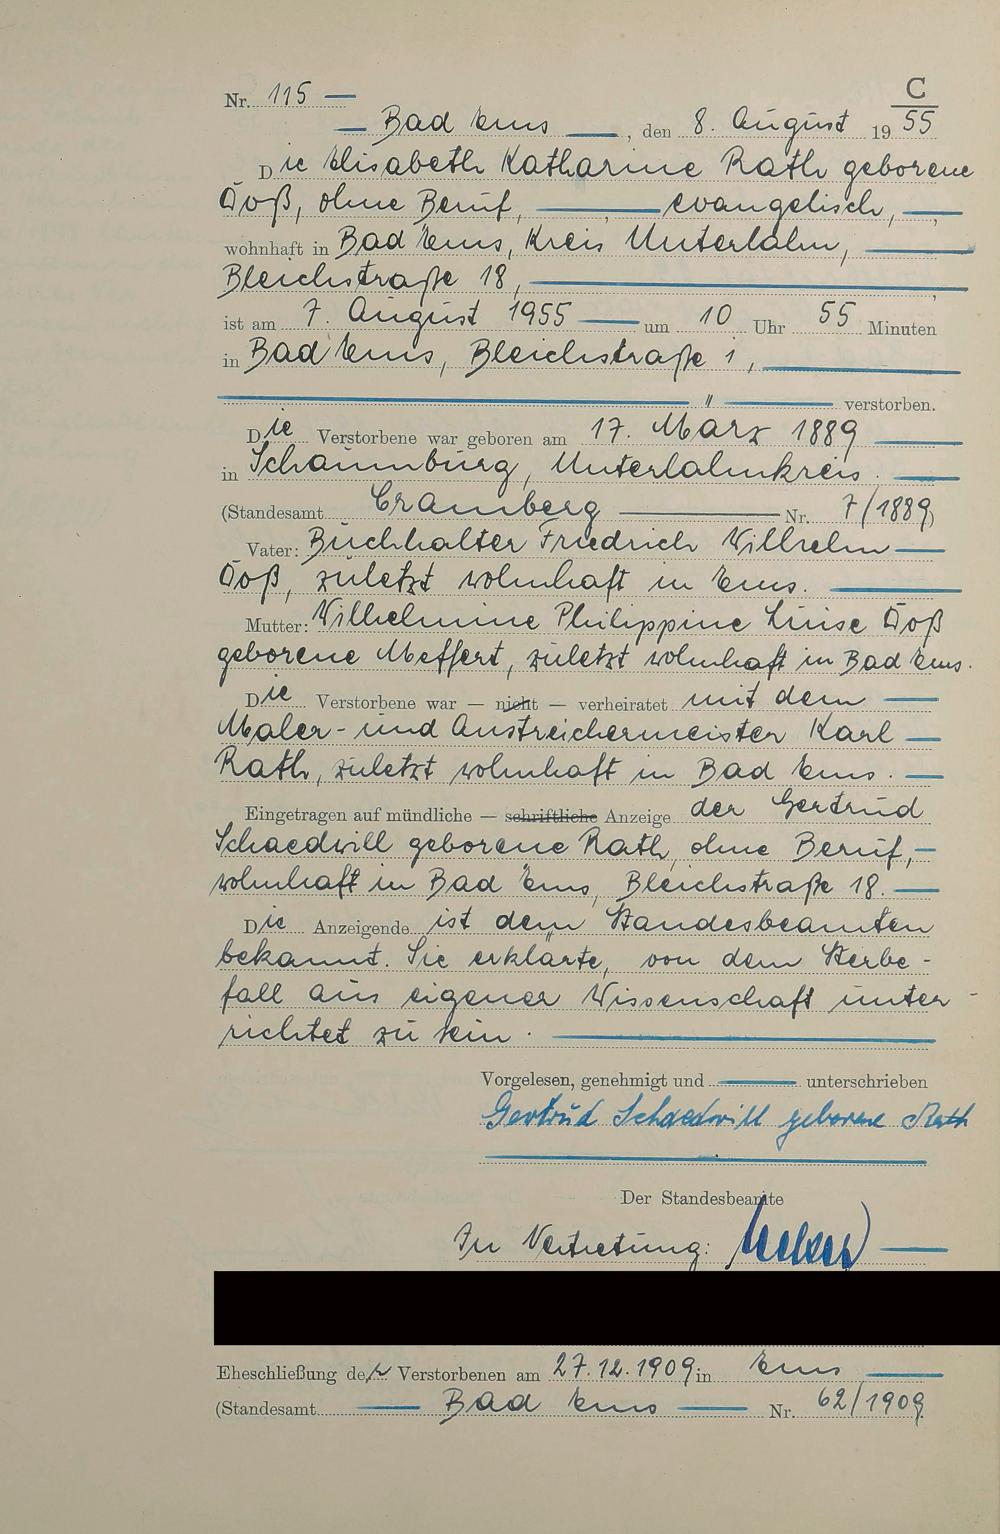 C
Nr. 115 —
— Bad Ems —, den 8. August 1955
Die Elisabeth Katharine Rath geborene
Doß, ohne Beruf, — evangelisch, —
wohnhaft in Bad Ems, Kreis Unterlahn, —
Bleichstraße 18, —
ist am 7. August 1955 — um 10 Uhr 55 Minuten
in Bad Ems, Bleichstraße 1, —
— " — verstorben.
Die Verstorbene war geboren am 17. März 1889 —
in Schaumburg, Unterlahnkreis. —
(Standesamt Cramberg — Nr. 7/1889)
Vater: Buchhalter Friedrich Wilhelm —
Doß, zuletzt wohnhaft in Ems. —
Mutter: Wilhelmine Philippine Luise Doß
geborene Meffert, zuletzt wohnhaft in Bad Ems.
Die Verstorbene war — nicht — verheiratet mit dem —
Maler- und Anstreichermeister Karl —
Rath, zuletzt wohnhaft in Bad Ems. —
Eingetragen auf mündliche — schriftliche Anzeige der Gertrud
Schaedwill geborene Rath, ohne Beruf, —
wohnhaft in Bad Ems, Bleichstraße 18. —
Die Anzeigende ist dem Standesbeamten
bekannt. Sie erklärte, von dem Sterbe-
fall aus eigener Wissenschaft unter-
richtet zu sein. —
Vorgelesen, genehmigt und — unterschrieben
Gertrud Schaedwill geborene Rath
Der Standesbeamte
In Vertretung: —
Eheschließung der Verstorbenen am 27.12.1909 in Ems —
(Standesamt — Bad Ems — Nr. 62/1909